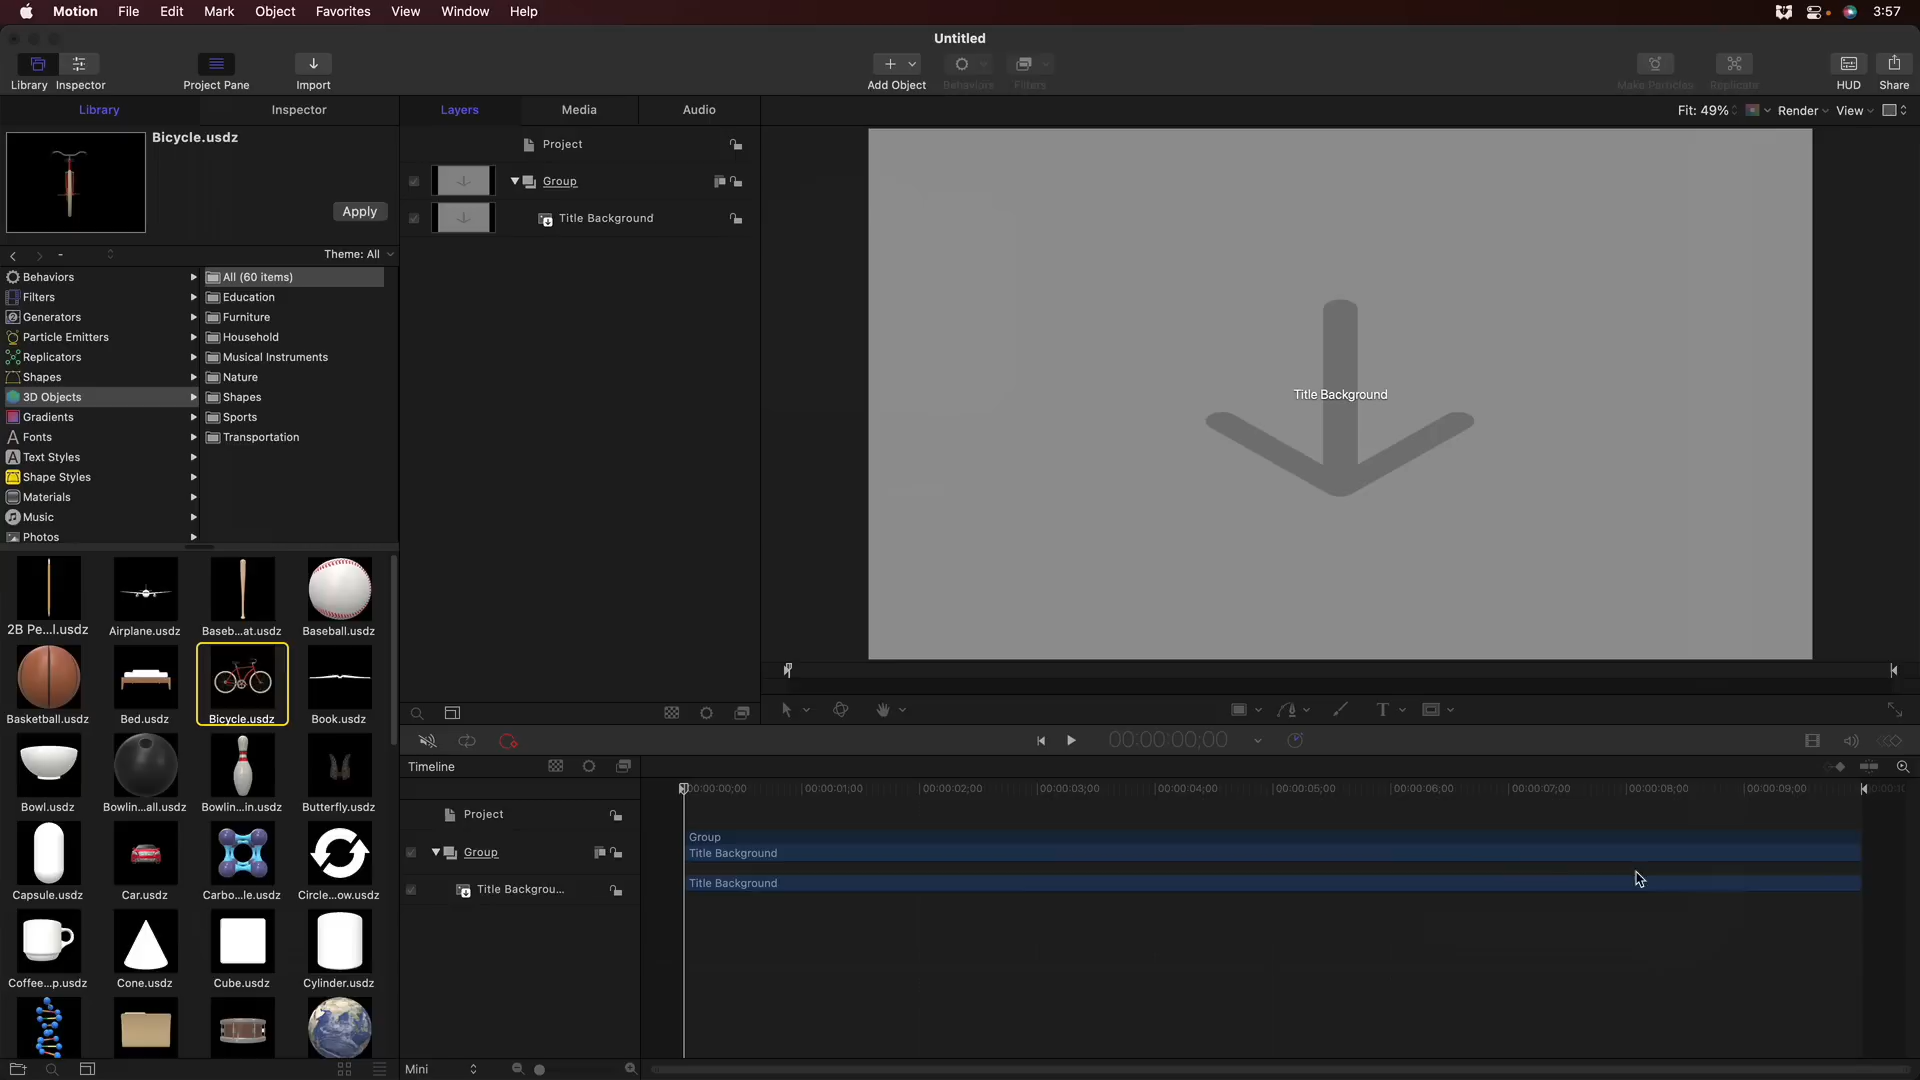 Motion File Edit Mark Object Favorites View Window Help 3:57
Untitled
Library Inspector Project Pane Import Add Object Behaviors Filters Make Particles Replicate HUD Share
Library Inspector Layers Media Audio Fit: 49% Render View
Bicycle.usdz
Apply
Project
Group
Title Background
- Theme: All
Behaviors
Filters
Generators
Particle Emitters
Replicators
Shapes
3D Objects
Gradients
Fonts
Text Styles
Shape Styles
Materials
Music
Photos
All (60 items)
Education
Furniture
Household
Musical Instruments
Nature
Shapes
Sports
Transportation
Title Background
2B Pe...l.usdz Airplane.usdz Baseb...at.usdz Baseball.usdz
Basketball.usdz Bed.usdz Bicycle.usdz Book.usdz
Bowl.usdz Bowlin...all.usdz Bowlin...in.usdz Butterfly.usdz
Capsule.usdz Car.usdz Carbo...le.usdz Circle...ow.usdz
Coffee...p.usdz Cone.usdz Cube.usdz Cylinder.usdz
T
00:00:00;00
Timeline
00:00:00;00 00:00:01;00 00:00:02;00 00:00:03;00 00:00:04;00 00:00:05;00 00:00:06;00 00:00:07;00 00:00:08;00 00:00:09;00
Project
Group
Title Backgrou...
Group
Title Background
Title Background
Mini